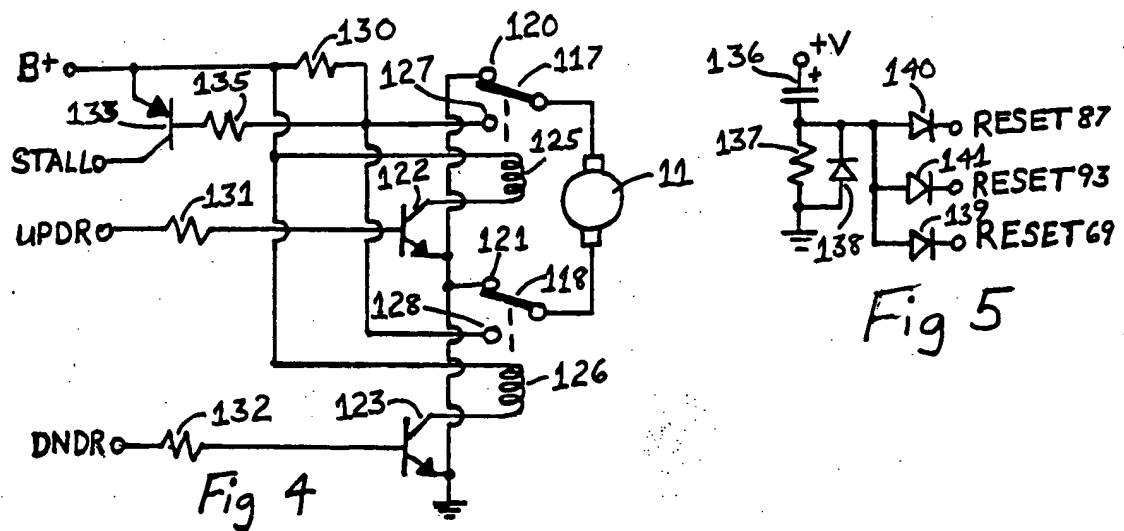 130
120
117
B+
127
135
133
STALL
125
122
11
131
UPDR
121
118
128
126
123
132
DNDR
Fig 4
+V
136
+
140
RESET 87
137
141
RESET 93
139
138
RESET 69
Fig 5